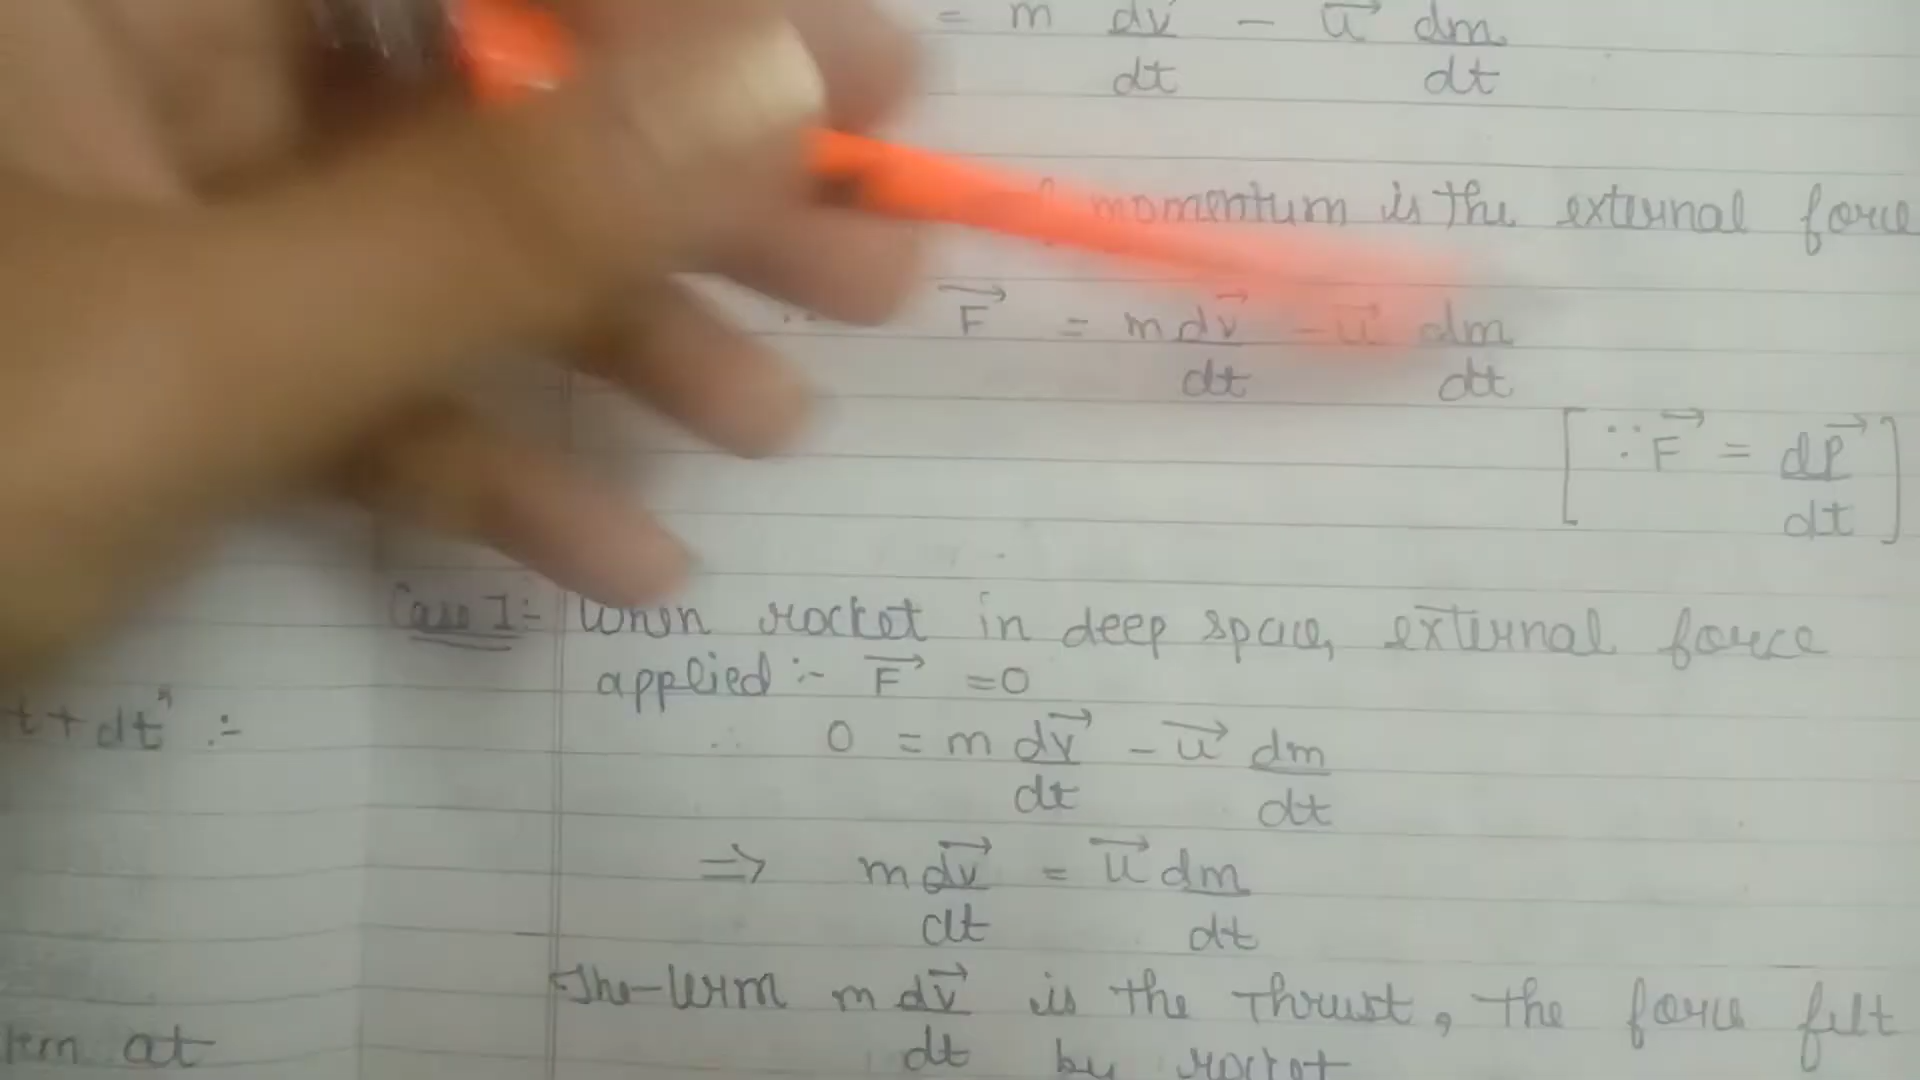 = m dv/dt - u⃗ dm/dt
momentum is the external force
F⃗ = m dv⃗/dt - u⃗ dm/dt
[∵ F⃗ = dP⃗/dt]
Case I :- When rocket in deep space, external force
applied :- F⃗ = 0
t + dt" :-
∴ 0 = m dv⃗/dt - u⃗ dm/dt
=> m dv⃗/dt = u⃗ dm/dt
The term m dv⃗/dt is the thrust, the force felt
at
by rocket